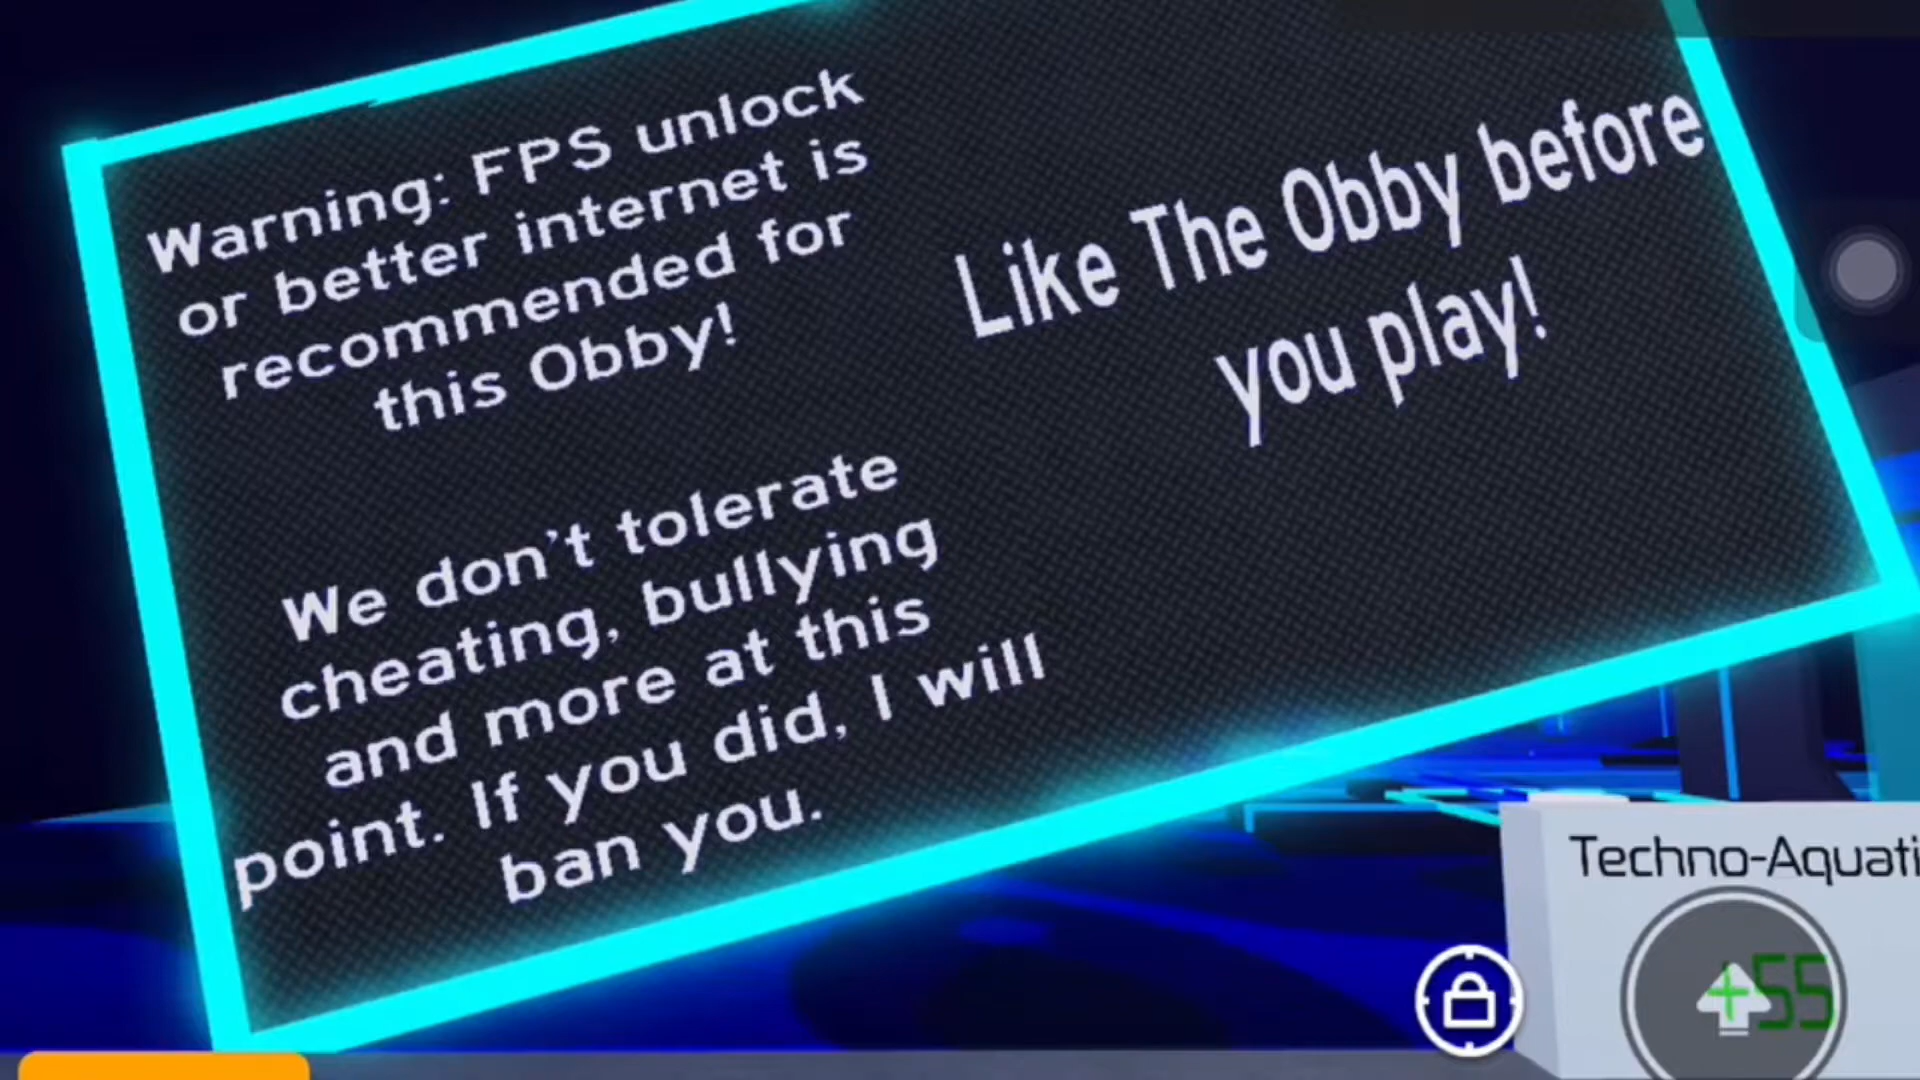 Warning: FPS unlock
or better internet is
recommended for
this Obby!
We don't tolerate
cheating, bullying
and more at this
point. If you did, I will
ban you.
Like The Obby before
you play!
Techno-Aquati
+55